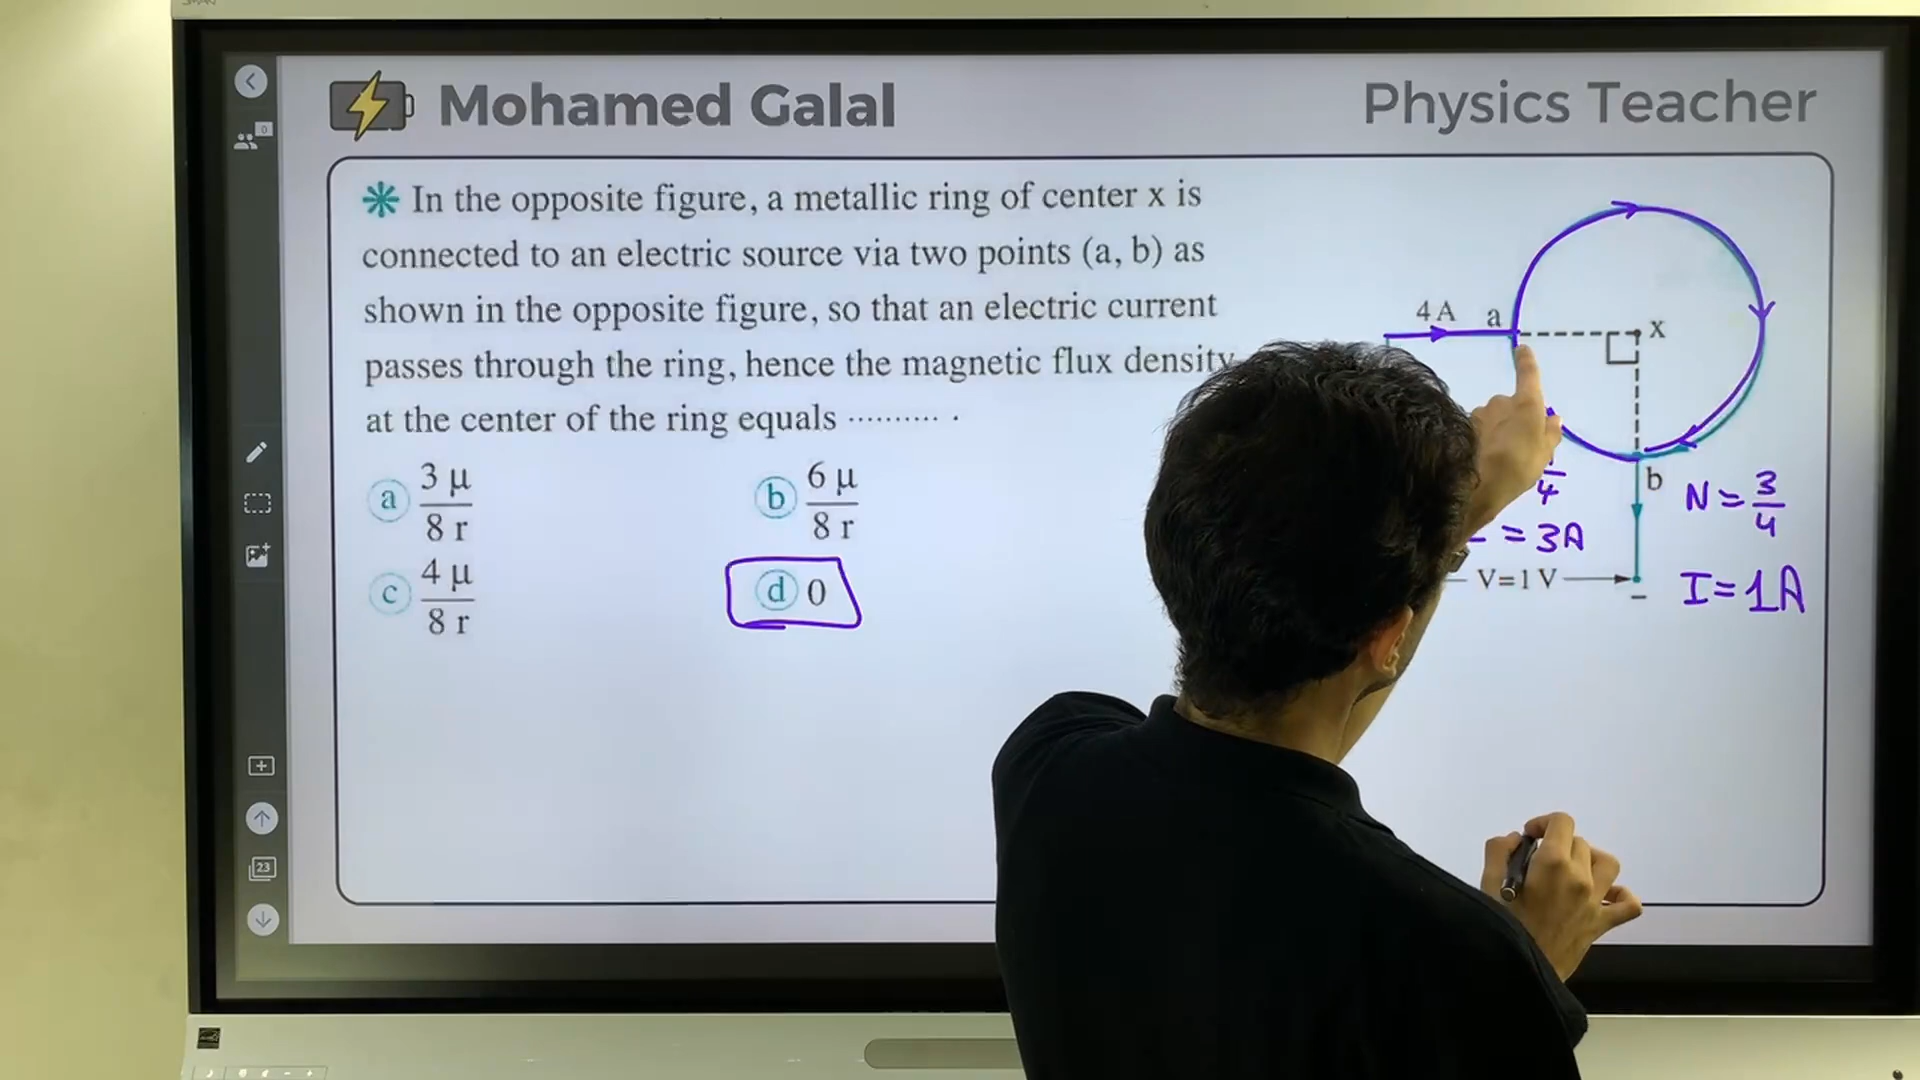 Mohamed Galal
Physics Teacher
In the opposite figure, a metallic ring of center x is
connected to an electric source via two points (a, b) as
shown in the opposite figure, so that an electric current
passes through the ring, hence the magnetic flux density
at the center of the ring equals .......... .
a 3 μ / 8 r
b 6 μ / 8 r
c 4 μ / 8 r
d 0
4 A a
x
b
N = 3/4
4
= 3A
V=1 V
−
I = 1A
0
23